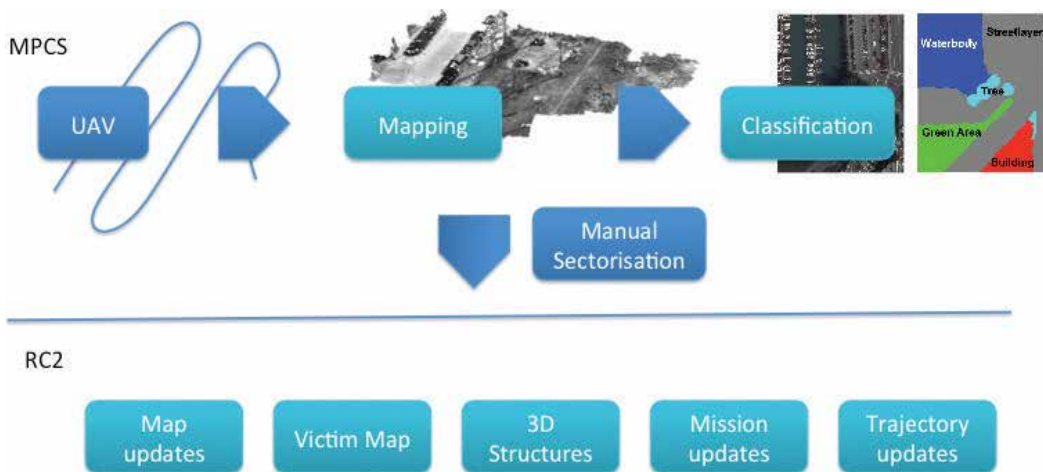 MPCS
UAV
Mapping
Classification
Waterbody
Streetlayer
Tree
Green Area
Building
Manual
Sectorisation
RC2
Map
updates
Victim Map
3D
Structures
Mission
updates
Trajectory
updates